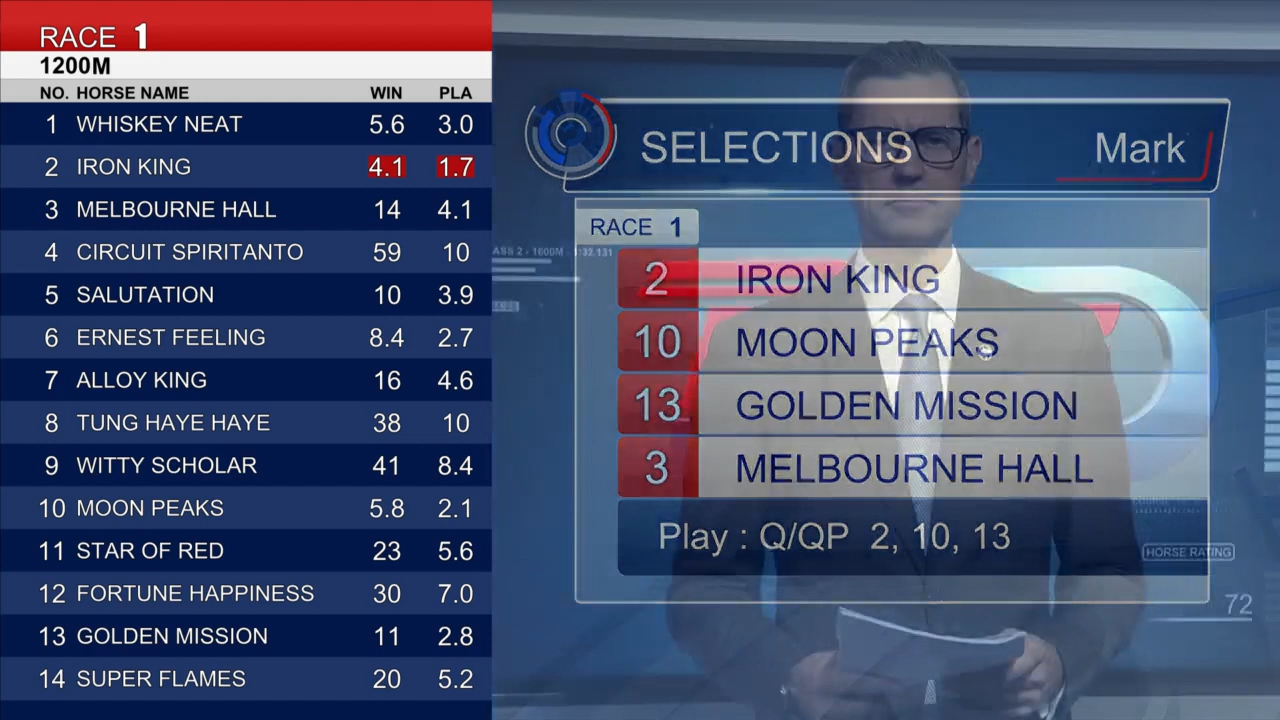 RACE 1
1200M
NO. HORSE NAME WIN PLA
1 WHISKEY NEAT 5.6 3.0
2 IRON KING 4.1 1.7
3 MELBOURNE HALL 14 4.1
4 CIRCUIT SPIRITANTO 59 10
5 SALUTATION 10 3.9
6 ERNEST FEELING 8.4 2.7
7 ALLOY KING 16 4.6
8 TUNG HAYE HAYE 38 10
9 WITTY SCHOLAR 41 8.4
10 MOON PEAKS 5.8 2.1
11 STAR OF RED 23 5.6
12 FORTUNE HAPPINESS 30 7.0
13 GOLDEN MISSION 11 2.8
14 SUPER FLAMES 20 5.2
SELECTIONS Mark
RACE 1
2 IRON KING
10 MOON PEAKS
13 GOLDEN MISSION
3 MELBOURNE HALL
Play : Q/QP 2, 10, 13
ASS 2 - 1600M - 1:32.131
HORSE RATING
72